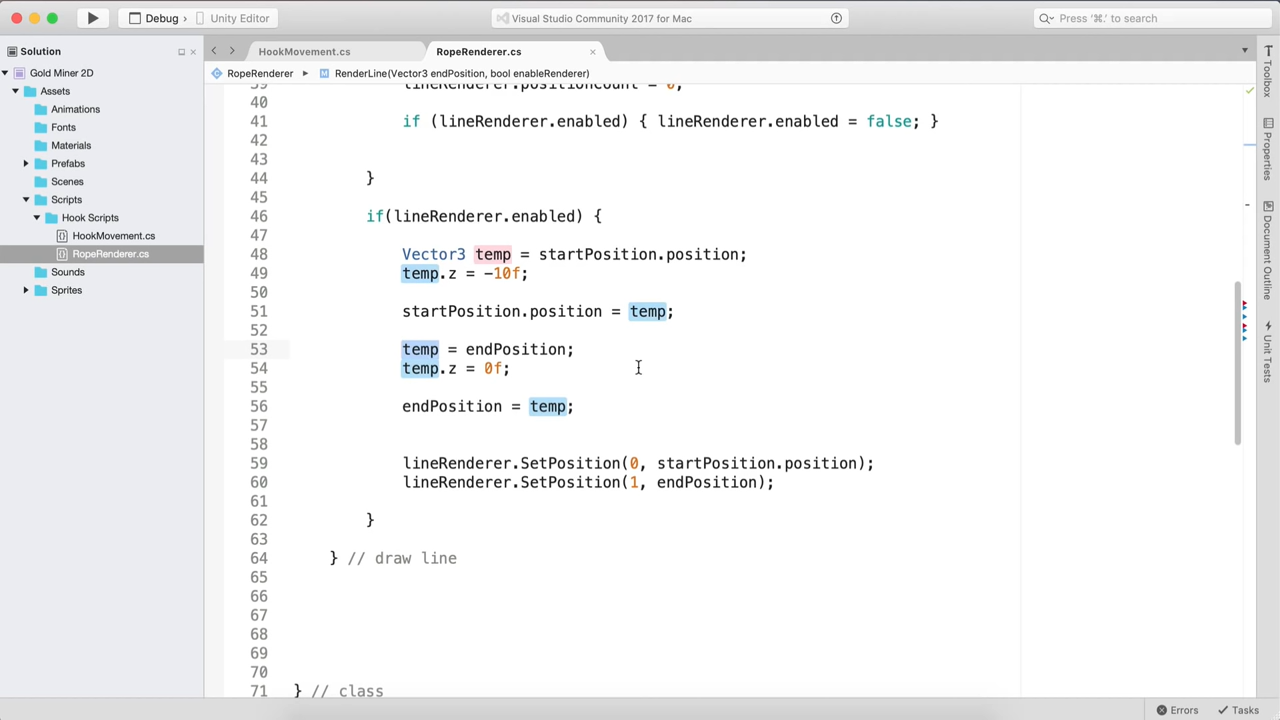 Debug › Unity Editor
Visual Studio Community 2017 for Mac
Press '⌘.' to search
Solution
Gold Miner 2D
Assets
Animations
Fonts
Materials
Prefabs
Scenes
Scripts
Hook Scripts
HookMovement.cs
RopeRenderer.cs
Sounds
Sprites
HookMovement.cs
RopeRenderer.cs
RopeRenderer ▸ M RenderLine(Vector3 endPosition, bool enableRenderer)
39 lineRenderer.positionCount = 0;
40
41 if (lineRenderer.enabled) { lineRenderer.enabled = false; }
42
43
44 }
45
46 if(lineRenderer.enabled) {
47
48 Vector3 temp = startPosition.position;
49 temp.z = -10f;
50
51 startPosition.position = temp;
52
53 temp = endPosition;
54 temp.z = 0f;
55
56 endPosition = temp;
57
58
59 lineRenderer.SetPosition(0, startPosition.position);
60 lineRenderer.SetPosition(1, endPosition);
61
62 }
63
64 } // draw line
65
66
67
68
69
70
71 } // class
Toolbox
Properties
Document Outline
Unit Tests
Errors
Tasks